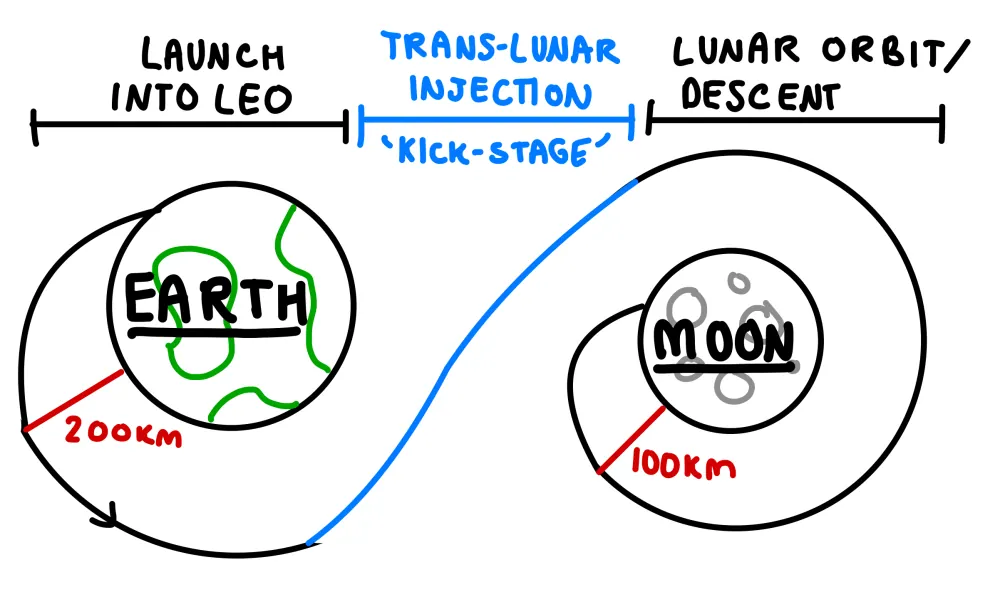 LAUNCH
INTO LEO
TRANS-LUNAR
INJECTION
'KICK-STAGE'
LUNAR ORBIT/
DESCENT
EARTH
200KM
MOON
100KM